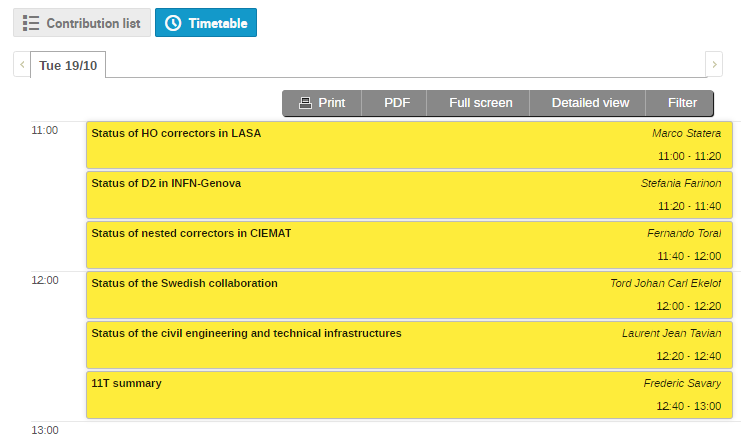 Contribution list
Timetable
Tue 19/10
Print
PDF
Full screen
Detailed view
Filter
11:00
Status of HO correctors in LASA
Marco Statera
11:00 - 11:20
Status of D2 in INFN-Genova
Stefania Farinon
11:20 - 11:40
Status of nested correctors in CIEMAT
Fernando Toral
11:40 - 12:00
12:00
Status of the Swedish collaboration
Tord Johan Carl Ekelof
12:00 - 12:20
Status of the civil engineering and technical infrastructures
Laurent Jean Tavian
12:20 - 12:40
11T summary
Frederic Savary
12:40 - 13:00
13:00